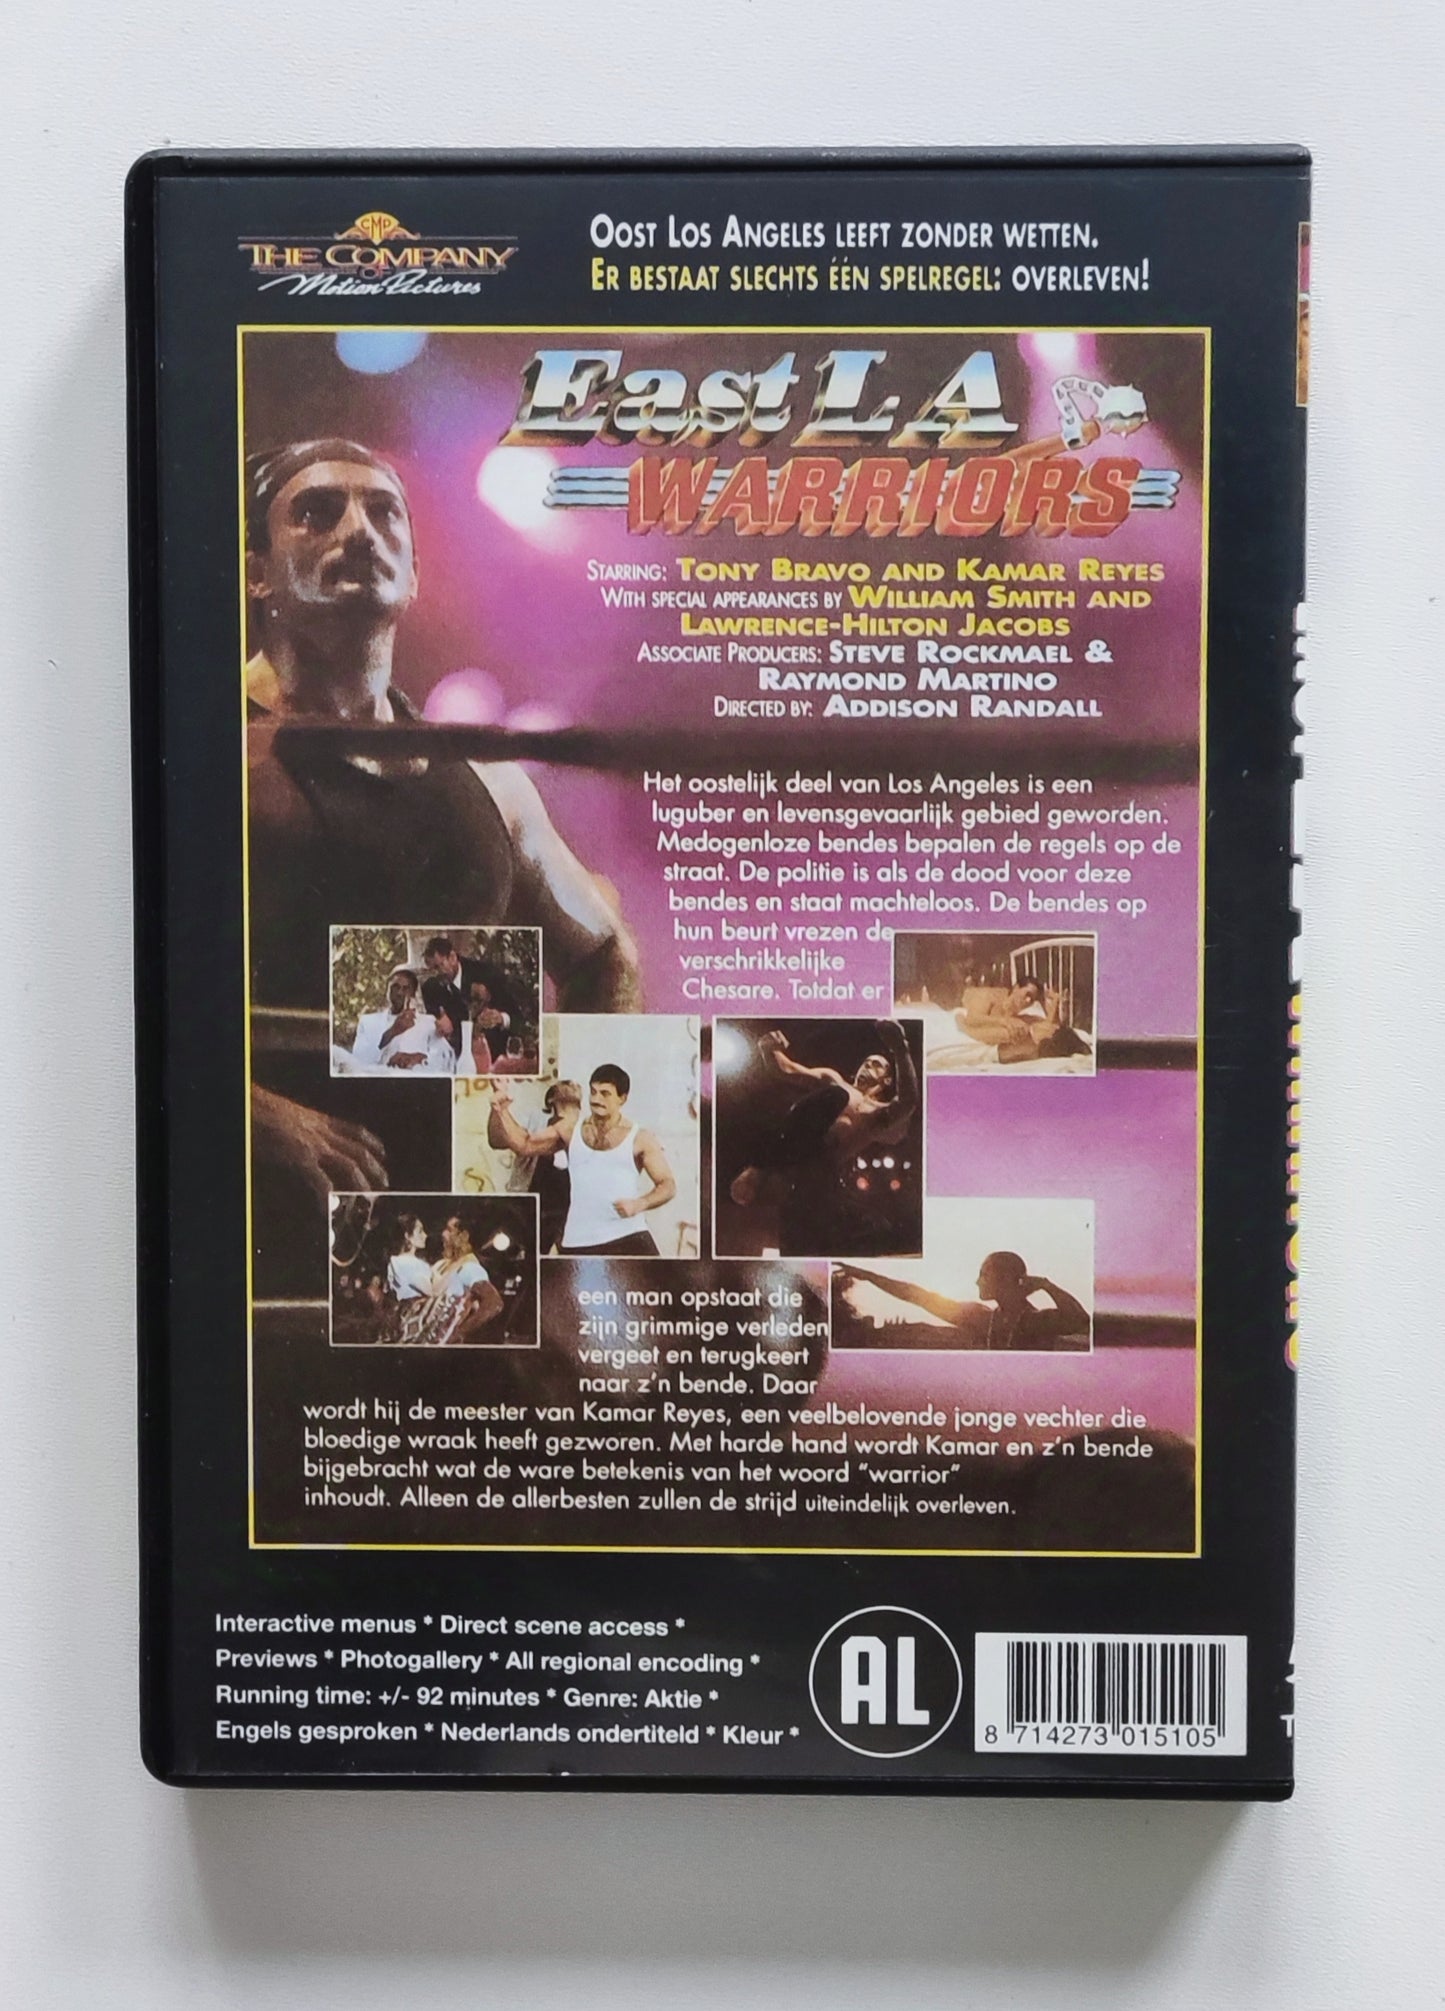 CMP
THE COMPANY
OF
Motion Pictures
OOST LOS ANGELES LEEFT ZONDER WETTEN.
ER BESTAAT SLECHTS ÉÉN SPELREGEL: OVERLEVEN!
East L A
WARRIORS
STARRING: TONY BRAVO AND KAMAR REYES
WITH SPECIAL APPEARANCES BY WILLIAM SMITH AND
LAWRENCE-HILTON JACOBS
ASSOCIATE PRODUCERS: STEVE ROCKMAEL &
RAYMOND MARTINO
DIRECTED BY: ADDISON RANDALL
Het oostelijk deel van Los Angeles is een
luguber en levensgevaarlijk gebied geworden.
Medogenloze bendes bepalen de regels op de
straat. De politie is als de dood voor deze
bendes en staat machteloos. De bendes op
hun beurt vrezen de
verschrikkelijke
Chesare. Totdat er
een man opstaat die
zijn grimmige verleden
vergeet en terugkeert
naar z'n bende. Daar
wordt hij de meester van Kamar Reyes, een veelbelovende jonge vechter die
bloedige wraak heeft gezworen. Met harde hand wordt Kamar en z'n bende
bijgebracht wat de ware betekenis van het woord “warrior”
inhoudt. Alleen de allerbesten zullen de strijd uiteindelijk overleven.
Interactive menus * Direct scene access *
Previews * Photogallery * All regional encoding *
Running time: +/- 92 minutes * Genre: Aktie *
Engels gesproken * Nederlands ondertiteld * Kleur *
AL
8 714273 015105